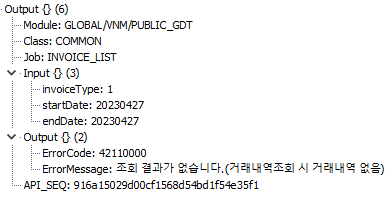 Output {} (6)
Module: GLOBAL/VNM/PUBLIC_GDT
Class: COMMON
Job: INVOICE_LIST
Input {} (3)
invoiceType: 1
startDate: 20230427
endDate: 20230427
Output {} (2)
ErrorCode: 42110000
ErrorMessage: 조회 결과가 없습니다.(거래내역조회 시 거래내역 없음)
API_SEQ: 916a15029d00cf1568d54bd1f54e35f1